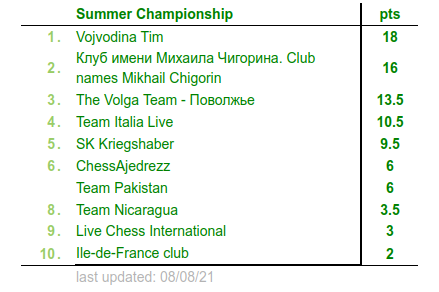 Summer Championship pts
1. Vojvodina Tim 18
Клуб имени Михаила Чигорина. Club
2. 16
names Mikhail Chigorin
3. The Volga Team - Поволжье 13.5
4. Team Italia Live 10.5
5. SK Kriegshaber 9.5
6. ChessAjedrezz 6
Team Pakistan 6
8. Team Nicaragua 3.5
9. Live Chess International 3
10. Ile-de-France club 2
last updated: 08/08/21